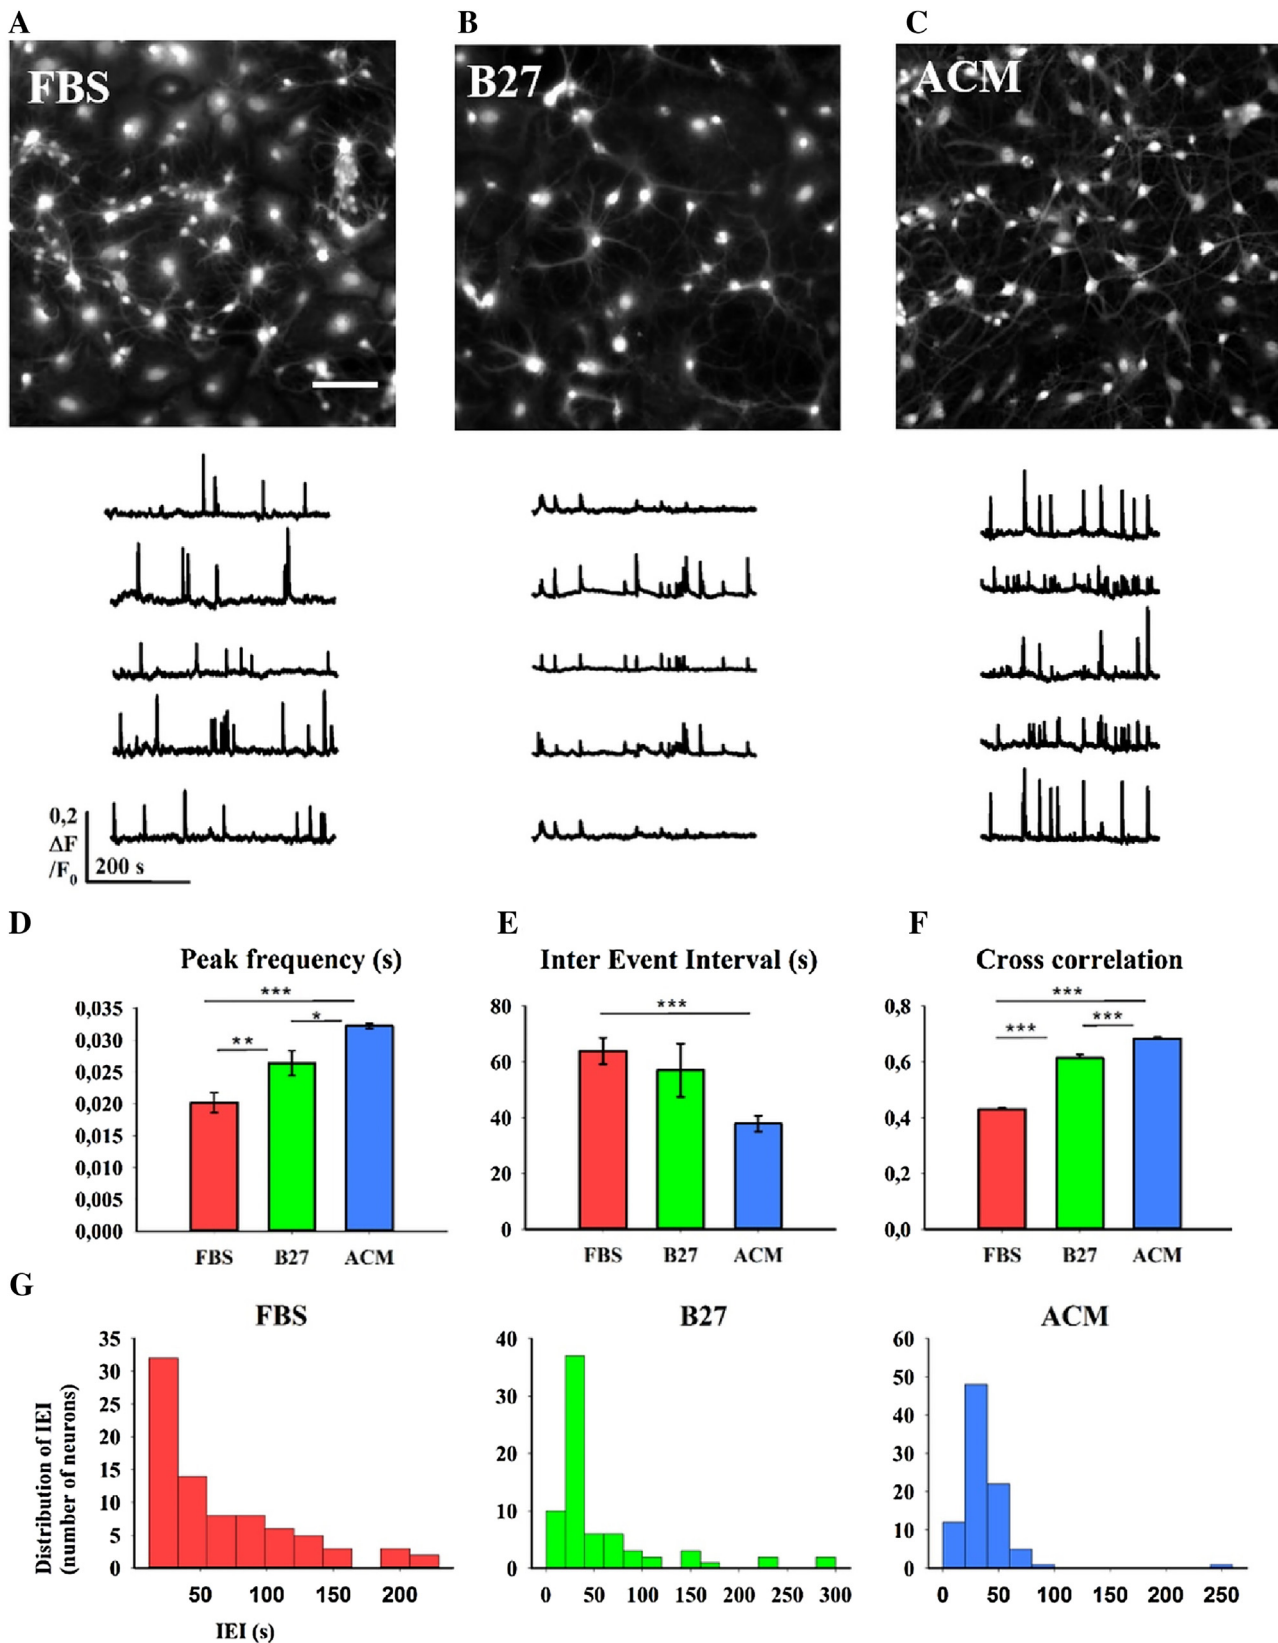 A
B
C
FBS
B27
ACM
0,2
ΔF
/F0
200 s
D
E
F
Peak frequency (s)
Inter Event Interval (s)
Cross correlation
***
**
*
***
***
***
***
0,035
0,030
0,025
0,020
0,015
0,010
0,005
0,000
80
60
40
20
0
0,8
0,6
0,4
0,2
0,0
FBS B27 ACM
FBS B27 ACM
FBS B27 ACM
G
FBS
B27
ACM
Distribution of IEI
(number of neurons)
35
30
25
20
15
10
5
0
50 100 150 200
IEI (s)
40
30
20
10
0
0 50 100 150 200 250 300
60
50
40
30
20
10
0
0 50 100 150 200 250